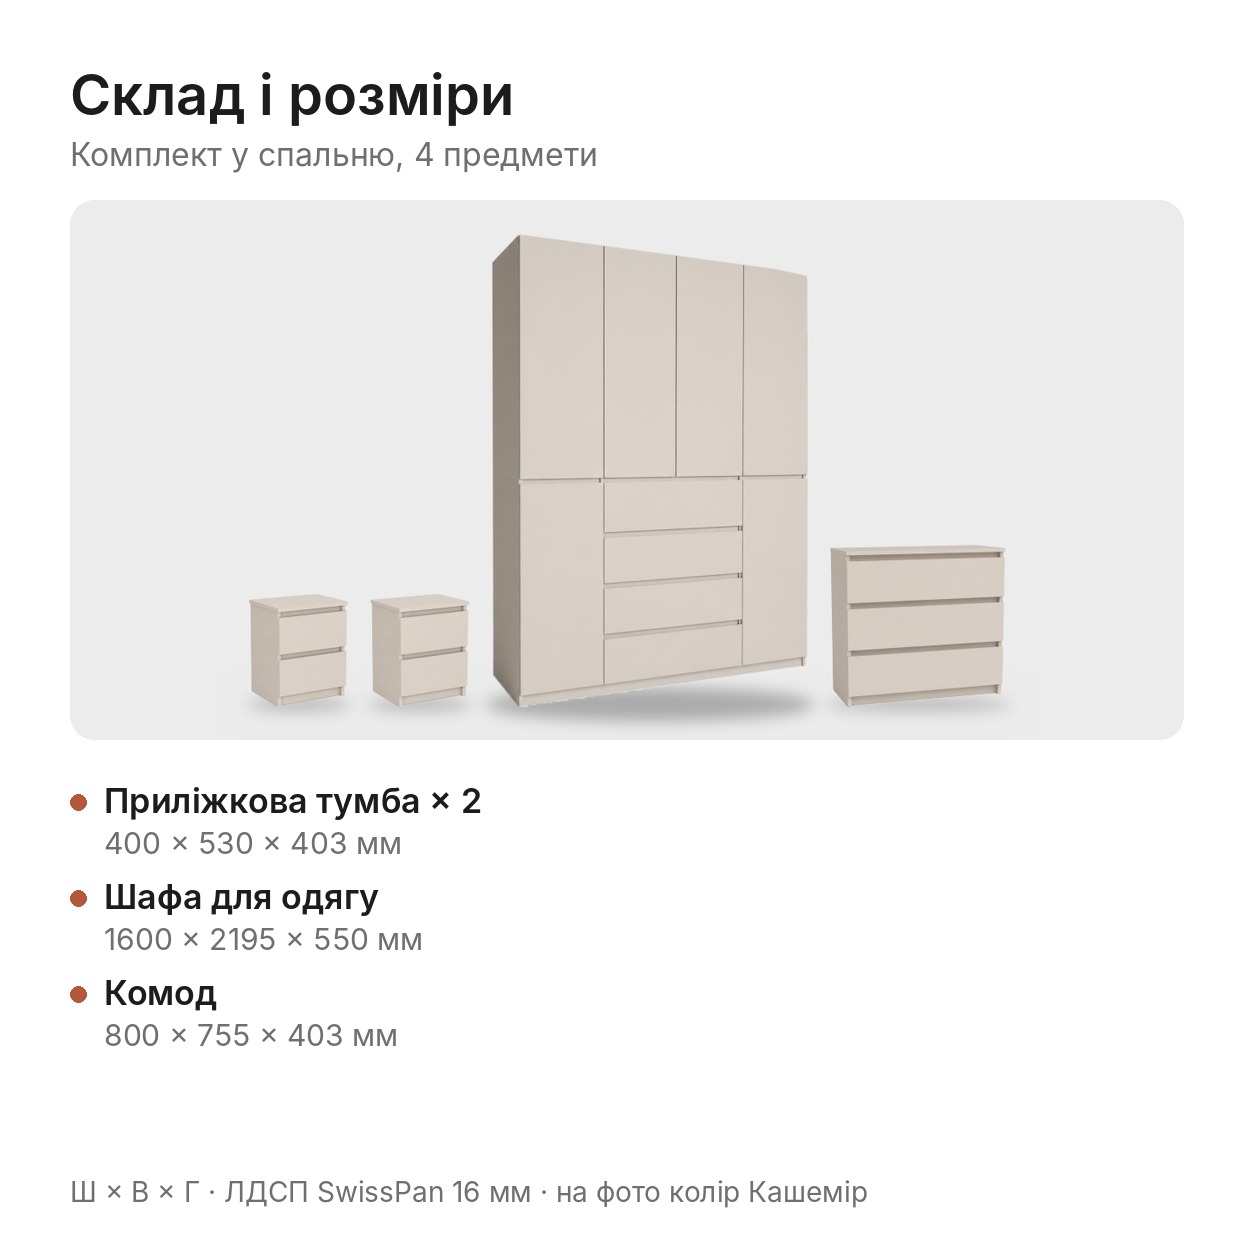 Склад і розміри
Комплект у спальню, 4 предмети
Приліжкова тумба × 2
400 × 530 × 403 мм
Шафа для одягу
1600 × 2195 × 550 мм
Комод
800 × 755 × 403 мм
Ш × В × Г · ЛДСП SwissPan 16 мм · на фото колір Кашемір